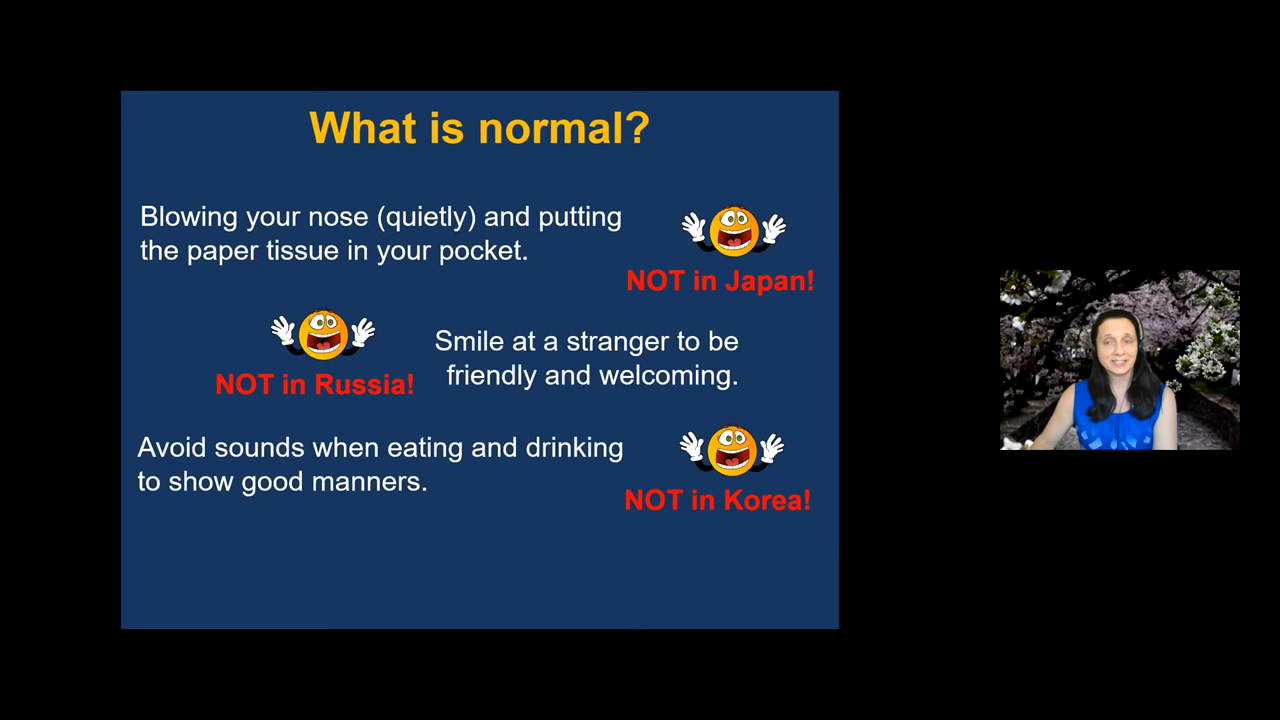 What is normal?
Blowing your nose (quietly) and putting
the paper tissue in your pocket.
NOT in Japan!
Smile at a stranger to be
friendly and welcoming.
NOT in Russia!
Avoid sounds when eating and drinking
to show good manners.
NOT in Korea!